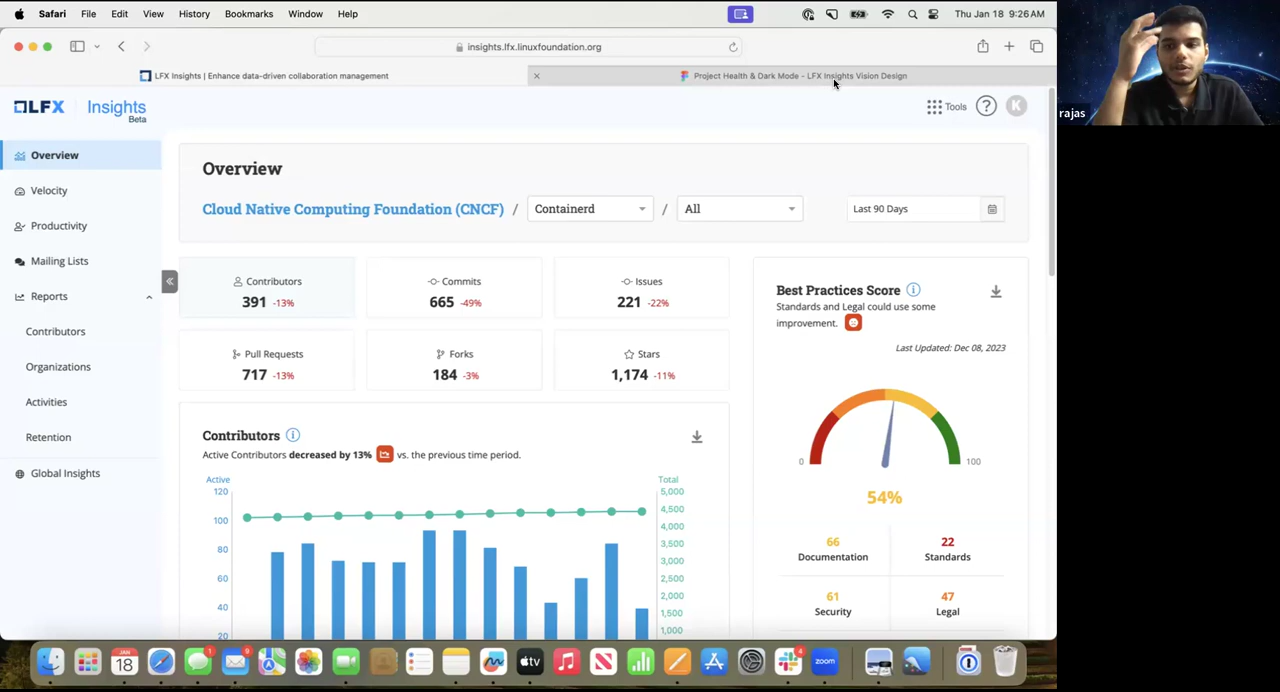 Safari File Edit View History Bookmarks Window Help Thu Jan 18 9:26 AM
insights.lfx.linuxfoundation.org
LFX Insights | Enhance data-driven collaboration management
Project Health & Dark Mode - LFX Insights Vision Design
LFX Insights
Beta
Tools ? K
rajas
Overview
Velocity
Productivity
Mailing Lists
Reports
Contributors
Organizations
Activities
Retention
Global Insights
Overview
Cloud Native Computing Foundation (CNCF) / Containerd / All
Last 90 Days
Contributors
391 -13%
Commits
665 -49%
Issues
221 -22%
Pull Requests
717 -13%
Forks
184 -3%
Stars
1,174 -11%
Contributors
Active Contributors decreased by 13% vs. the previous time period.
Active
120
100
80
60
40
20
Total
5,000
4,500
4,000
3,500
3,000
2,500
2,000
1,500
1,000
Best Practices Score
Standards and Legal could use some
improvement.
Last Updated: Dec 08, 2023
0 100
54%
66
Documentation
22
Standards
61
Security
47
Legal
JAN
18
1
9
tv
4
zoom